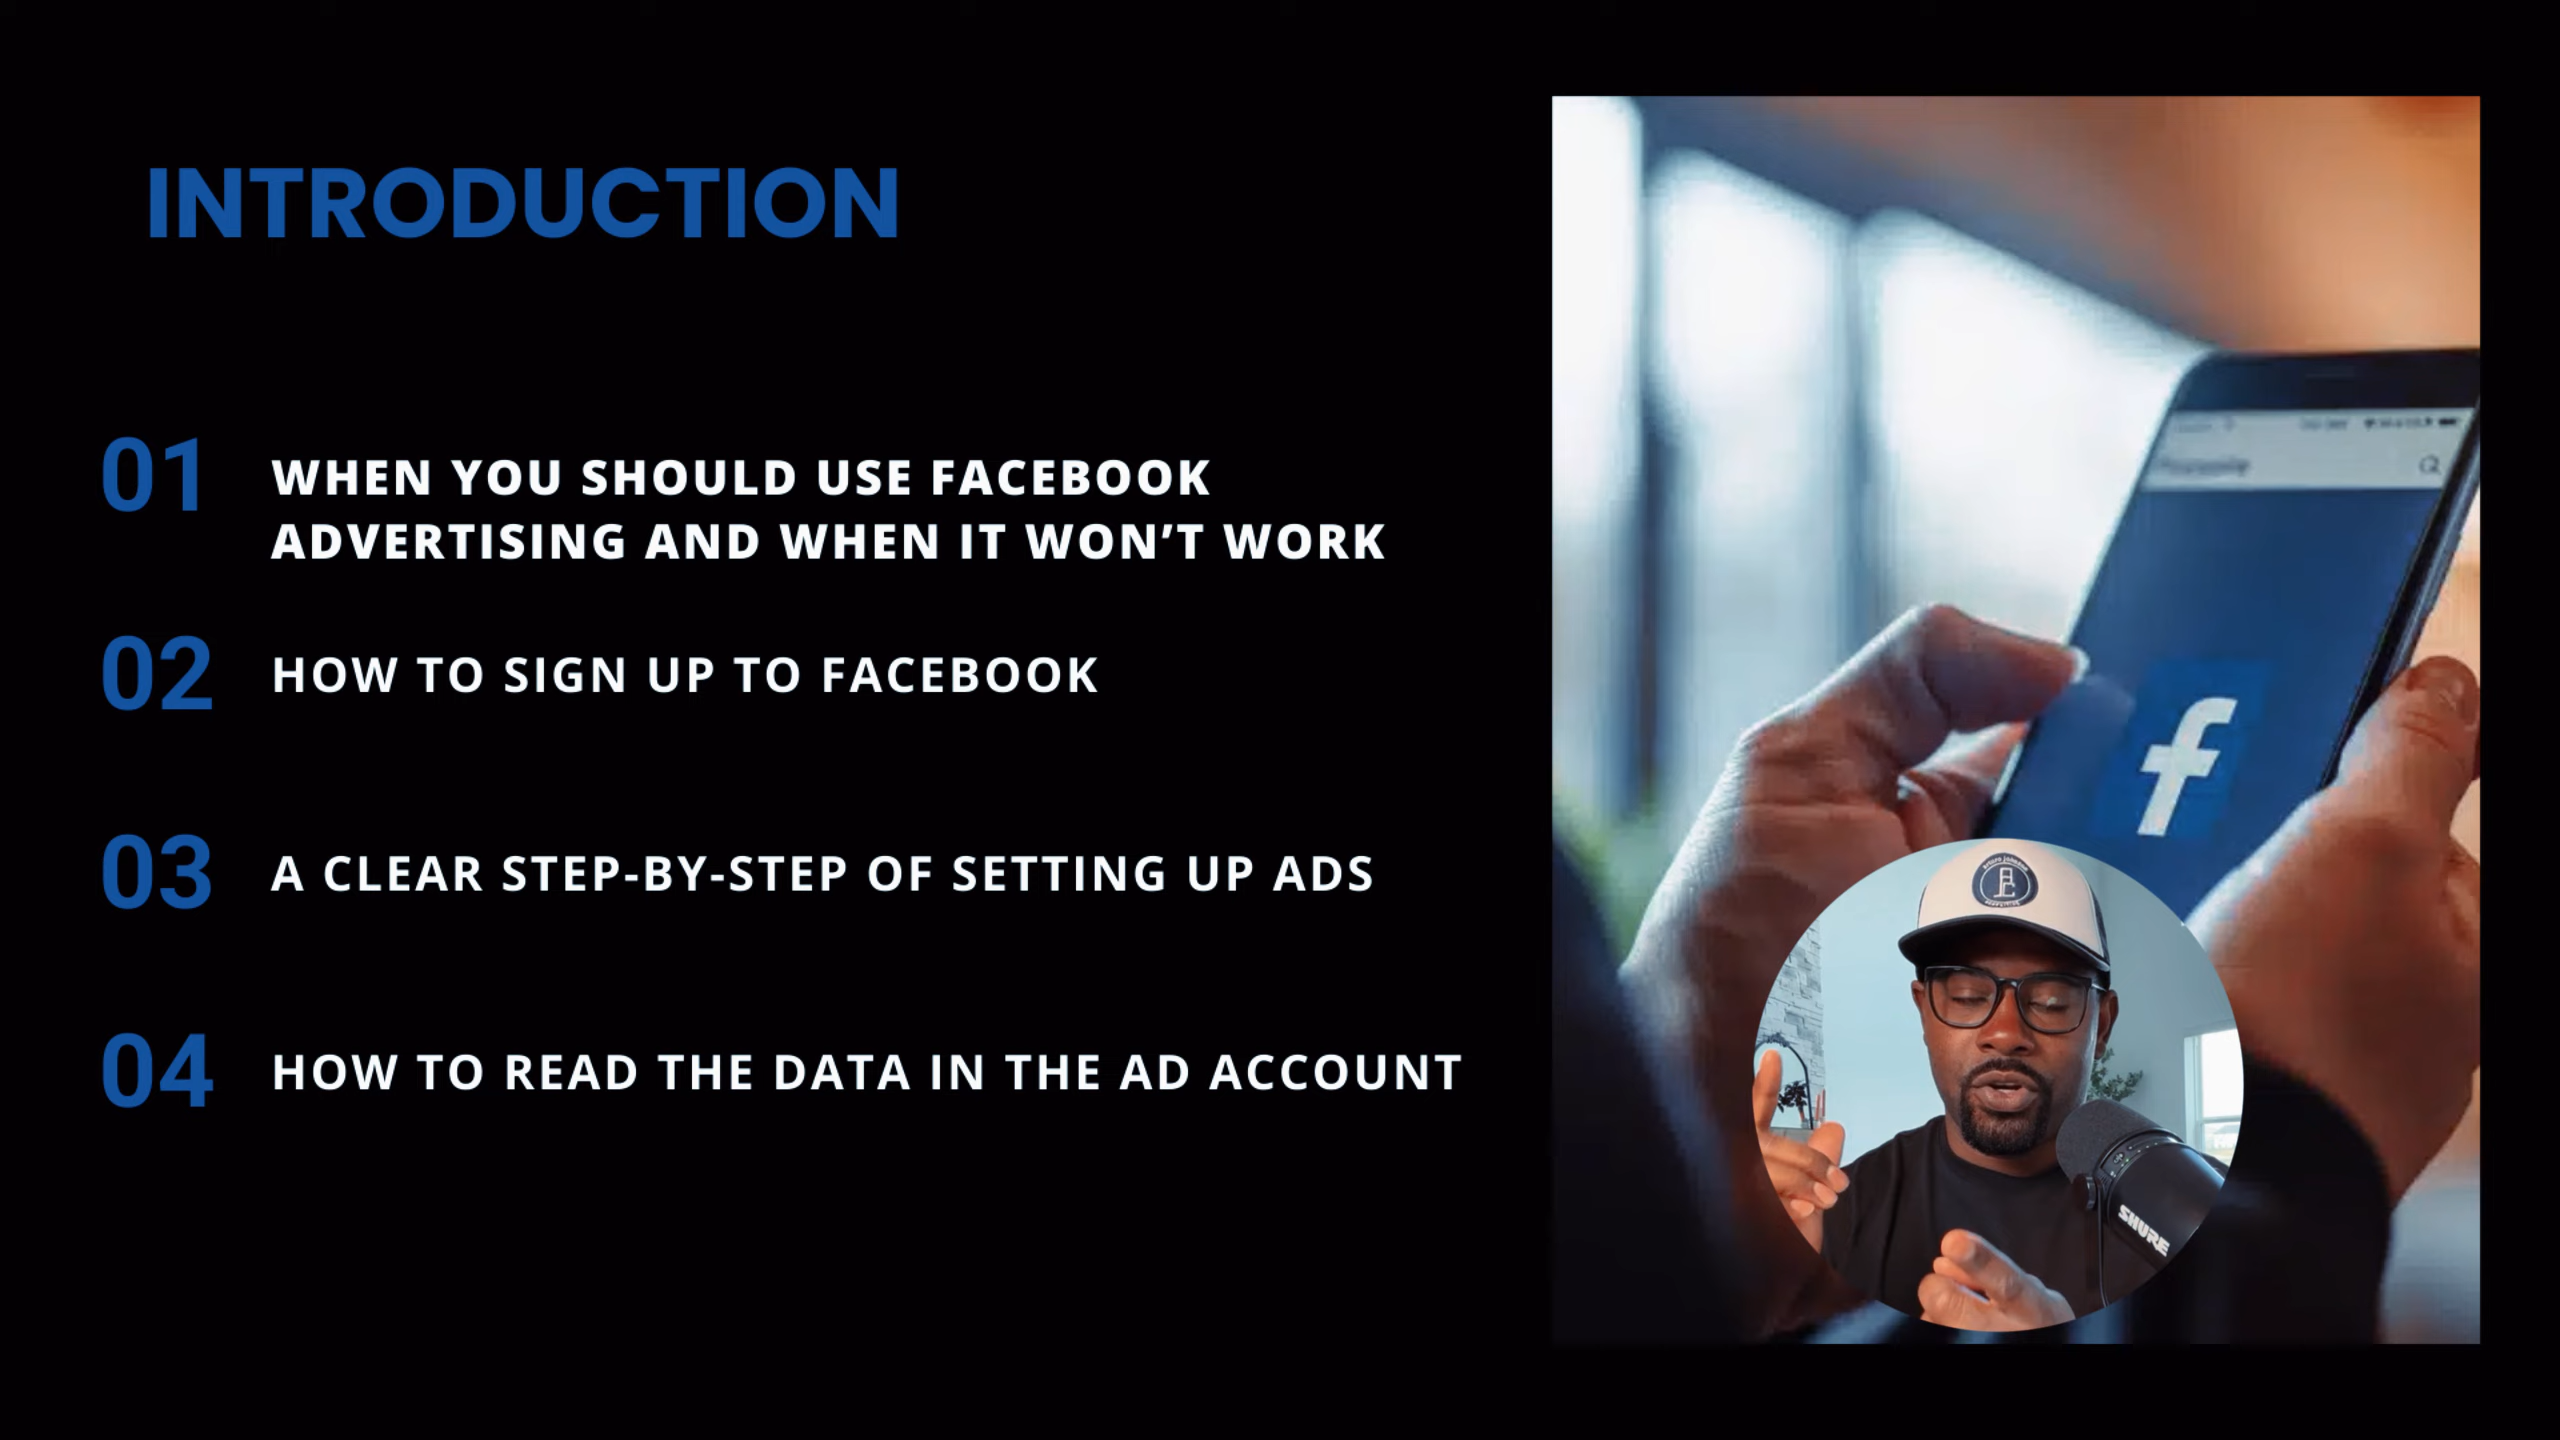 INTRODUCTION
01 WHEN YOU SHOULD USE FACEBOOK
ADVERTISING AND WHEN IT WON’T WORK
02 HOW TO SIGN UP TO FACEBOOK
03 A CLEAR STEP-BY-STEP OF SETTING UP ADS
04 HOW TO READ THE DATA IN THE AD ACCOUNT
f
SHURE